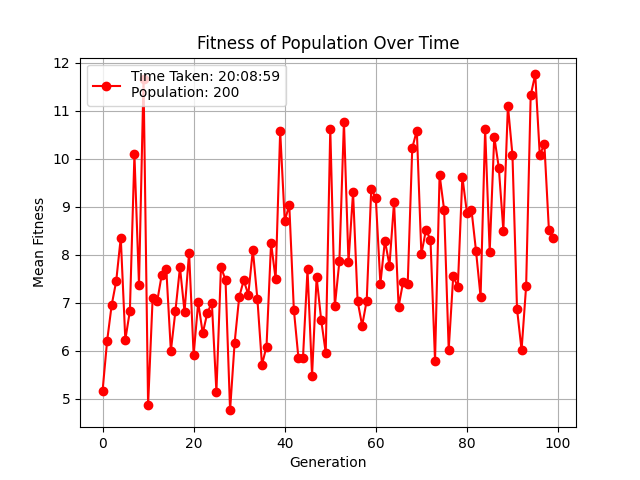 Fitness of Population Over Time
Time Taken: 20:08:59
Population: 200
12
11
10
9
8
7
6
5
Mean Fitness
0 20 40 60 80 100
Generation